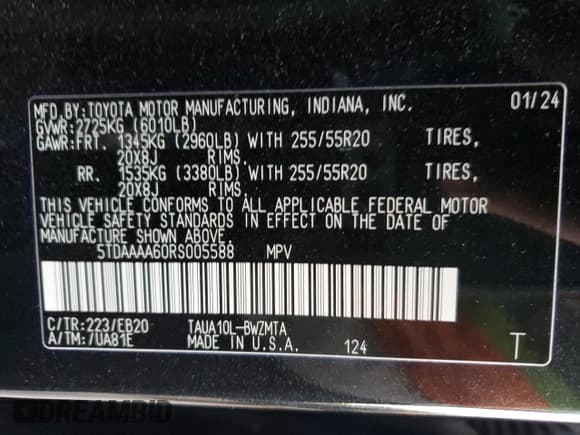 MFD.BY:TOYOTA MOTOR MANUFACTURING, INDIANA, INC. 01/24
GVWR:2725KG (6010LB)
GAWR:FRT. 1345KG (2960LB) WITH 255/55R20 TIRES,
20X8J RIMS.
RR. 1535KG (3380LB) WITH 255/55R20 TIRES,
20X8J RIMS.
THIS VEHICLE CONFORMS TO ALL APPLICABLE FEDERAL MOTOR
VEHICLE SAFETY STANDARDS IN EFFECT ON THE DATE OF
MANUFACTURE SHOWN ABOVE.
5TDAAAA60RS005588 MPV
C/TR:223/EB20 TAUA10L-BWZMTA
A/TM:/UA81E MADE IN U.S.A. 124 T
DREAMBID